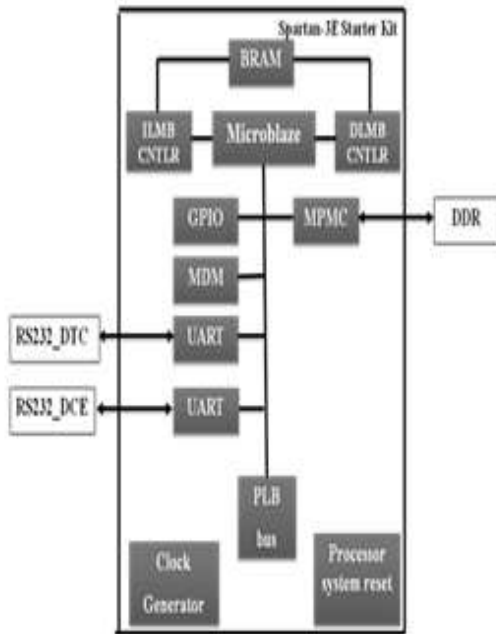 Spartan-3E Starter Kit
BRAM
ILMB
CNTLR
Microblaze
DLMB
CNTLR
GPIO
MPMC
DDR
MDM
RS232_DTC
UART
RS232_DCE
UART
PLB
bus
Clock
Generator
Processor
system reset